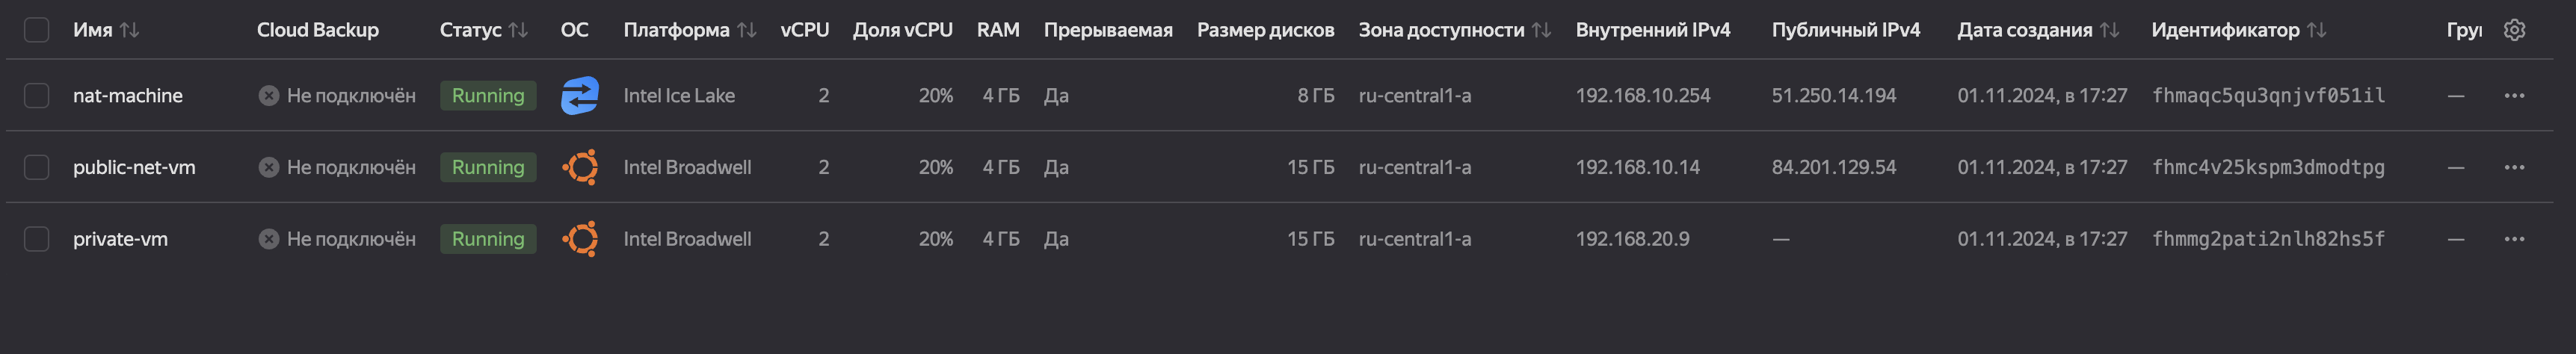 Имя Cloud Backup Статус ОС Платформа vCPU Доля vCPU RAM Прерываемая Размер дисков Зона доступности Внутренний IPv4 Публичный IPv4 Дата создания Идентификатор Груп
nat-machine Не подключён Running Intel Ice Lake 2 20% 4 ГБ Да 8 ГБ ru-central1-a 192.168.10.254 51.250.14.194 01.11.2024, в 17:27 fhmaqc5qu3qnjvf051il —
public-net-vm Не подключён Running Intel Broadwell 2 20% 4 ГБ Да 15 ГБ ru-central1-a 192.168.10.14 84.201.129.54 01.11.2024, в 17:27 fhmc4v25kspm3dmodtpg —
private-vm Не подключён Running Intel Broadwell 2 20% 4 ГБ Да 15 ГБ ru-central1-a 192.168.20.9 — 01.11.2024, в 17:27 fhmmg2pati2nlh82hs5f —